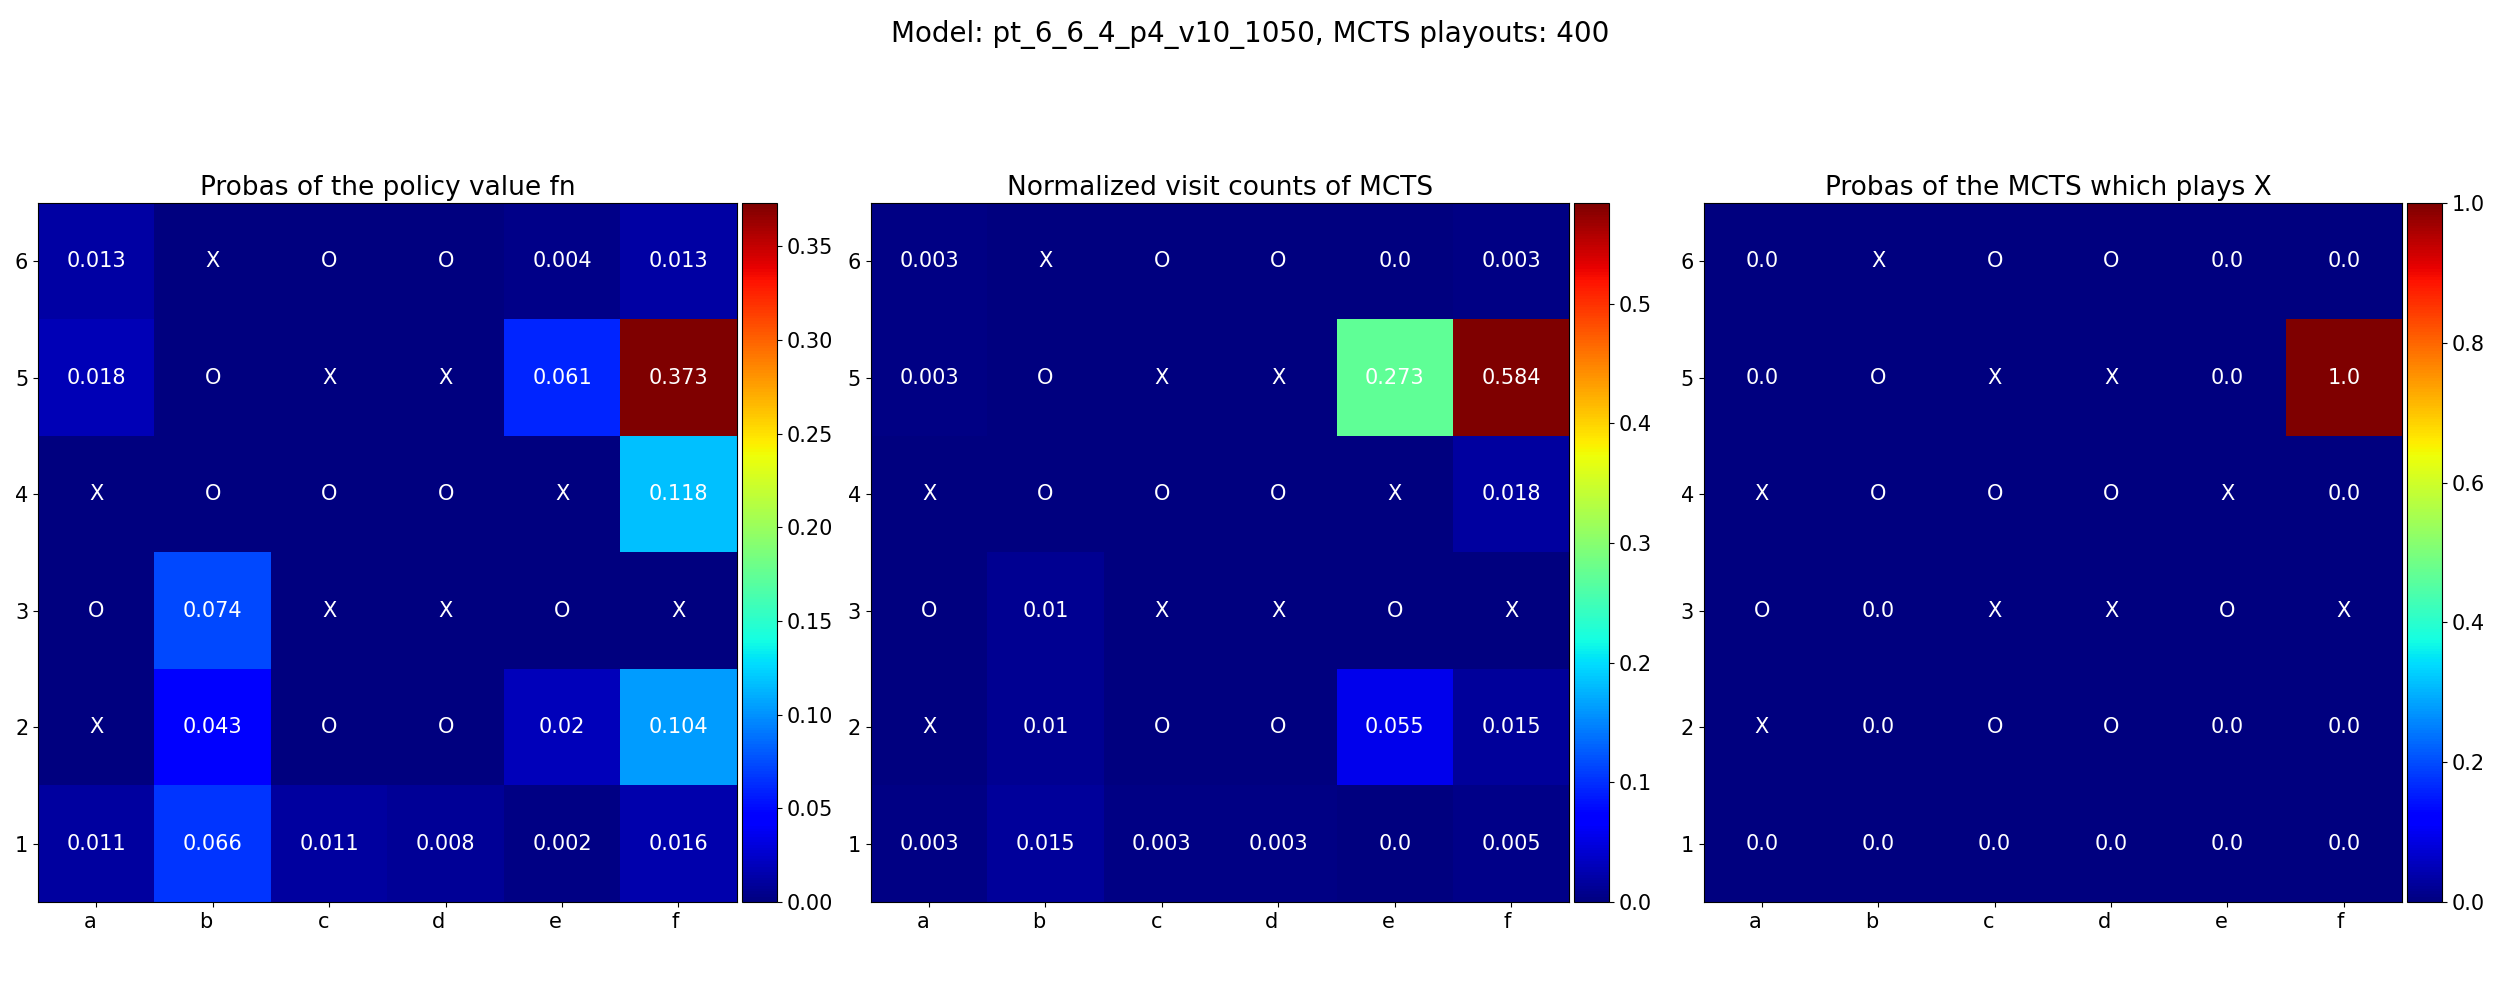 Model: pt_6_6_4_p4_v10_1050, MCTS playouts: 400
Probas of the policy value fn
6 0.013 X O O 0.004 0.013
5 0.018 O X X 0.061 0.373
4 X O O O X 0.118
3 O 0.074 X X O X
2 X 0.043 O O 0.02 0.104
1 0.011 0.066 0.011 0.008 0.002 0.016
a b c d e f
0.35
0.30
0.25
0.20
0.15
0.10
0.05
0.00
Normalized visit counts of MCTS
6 0.003 X O O 0.0 0.003
5 0.003 O X X 0.273 0.584
4 X O O O X 0.018
3 O 0.01 X X O X
2 X 0.01 O O 0.055 0.015
1 0.003 0.015 0.003 0.003 0.0 0.005
a b c d e f
0.5
0.4
0.3
0.2
0.1
0.0
Probas of the MCTS which plays X
6 0.0 X O O 0.0 0.0
5 0.0 O X X 0.0 1.0
4 X O O O X 0.0
3 O 0.0 X X O X
2 X 0.0 O O 0.0 0.0
1 0.0 0.0 0.0 0.0 0.0 0.0
a b c d e f
1.0
0.8
0.6
0.4
0.2
0.0